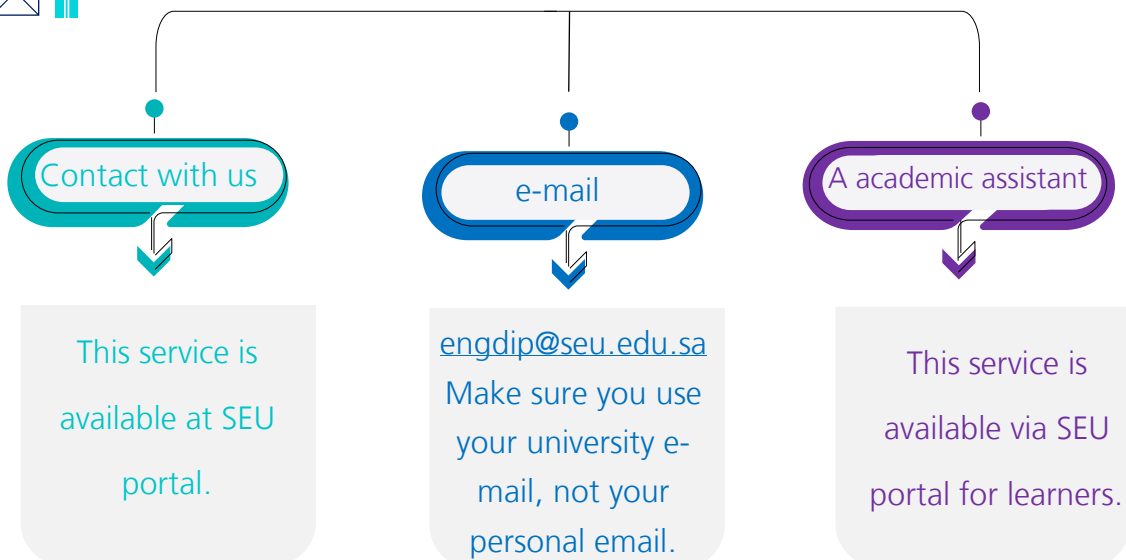 Contact with us
e-mail
A academic assistant
This service is
available at SEU
portal.
engdip@seu.edu.sa
Make sure you use
your university e-
mail, not your
personal email.
This service is
available via SEU
portal for learners.